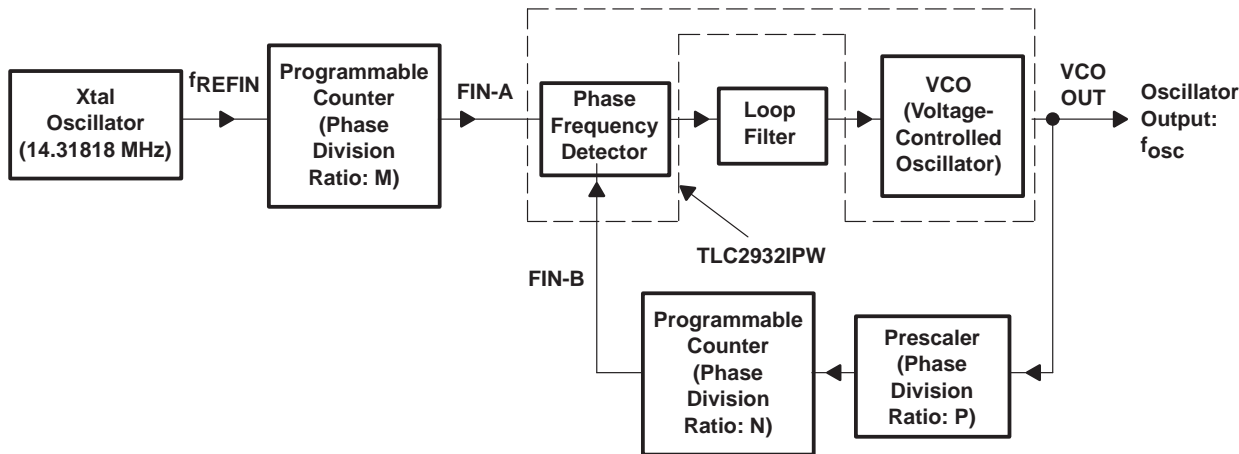 Xtal
Oscillator
(14.31818 MHz)
fREFIN
Programmable
Counter
(Phase
Division
Ratio: M)
FIN-A
Phase
Frequency
Detector
Loop
Filter
VCO
(Voltage-
Controlled
Oscillator)
VCO
OUT
Oscillator
Output:
fosc
TLC2932IPW
FIN-B
Programmable
Counter
(Phase
Division
Ratio: N)
Prescaler
(Phase
Division
Ratio: P)